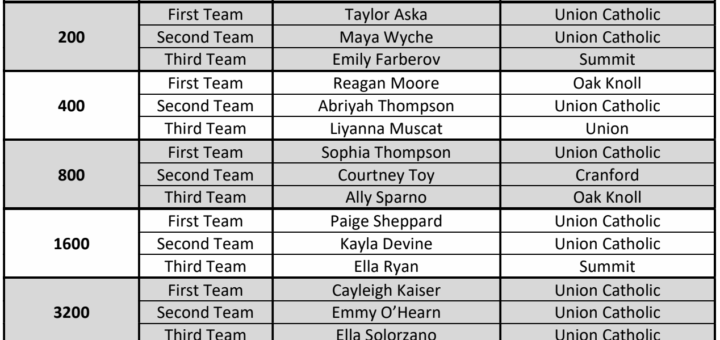 200 First Team Taylor Aska Union Catholic
Second Team Maya Wyche Union Catholic
Third Team Emily Farberov Summit
400 First Team Reagan Moore Oak Knoll
Second Team Abriyah Thompson Union Catholic
Third Team Liyanna Muscat Union
800 First Team Sophia Thompson Union Catholic
Second Team Courtney Toy Cranford
Third Team Ally Sparno Oak Knoll
1600 First Team Paige Sheppard Union Catholic
Second Team Kayla Devine Union Catholic
Third Team Ella Ryan Summit
3200 First Team Cayleigh Kaiser Union Catholic
Second Team Emmy O’Hearn Union Catholic
Third Team Ella Solorzano Union Catholic